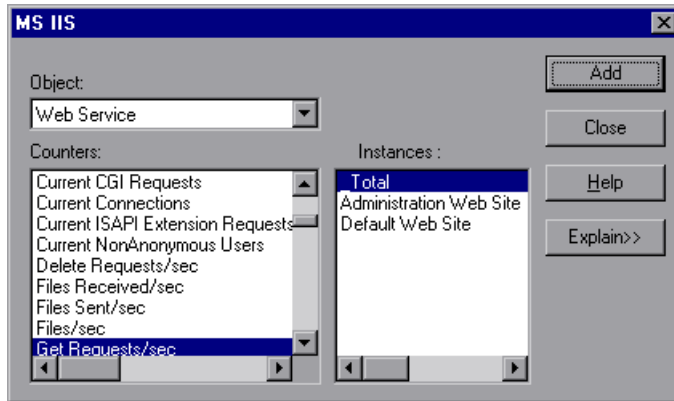 MS IIS
Object:
Web Service
Counters:
Current CGI Requests
Current Connections
Current ISAPI Extension Requests
Current NonAnonymous Users
Delete Requests/sec
Files Received/sec
Files Sent/sec
Files/sec
Get Requests/sec
Instances :
_Total
Administration Web Site
Default Web Site
Add
Close
Help
Explain>>